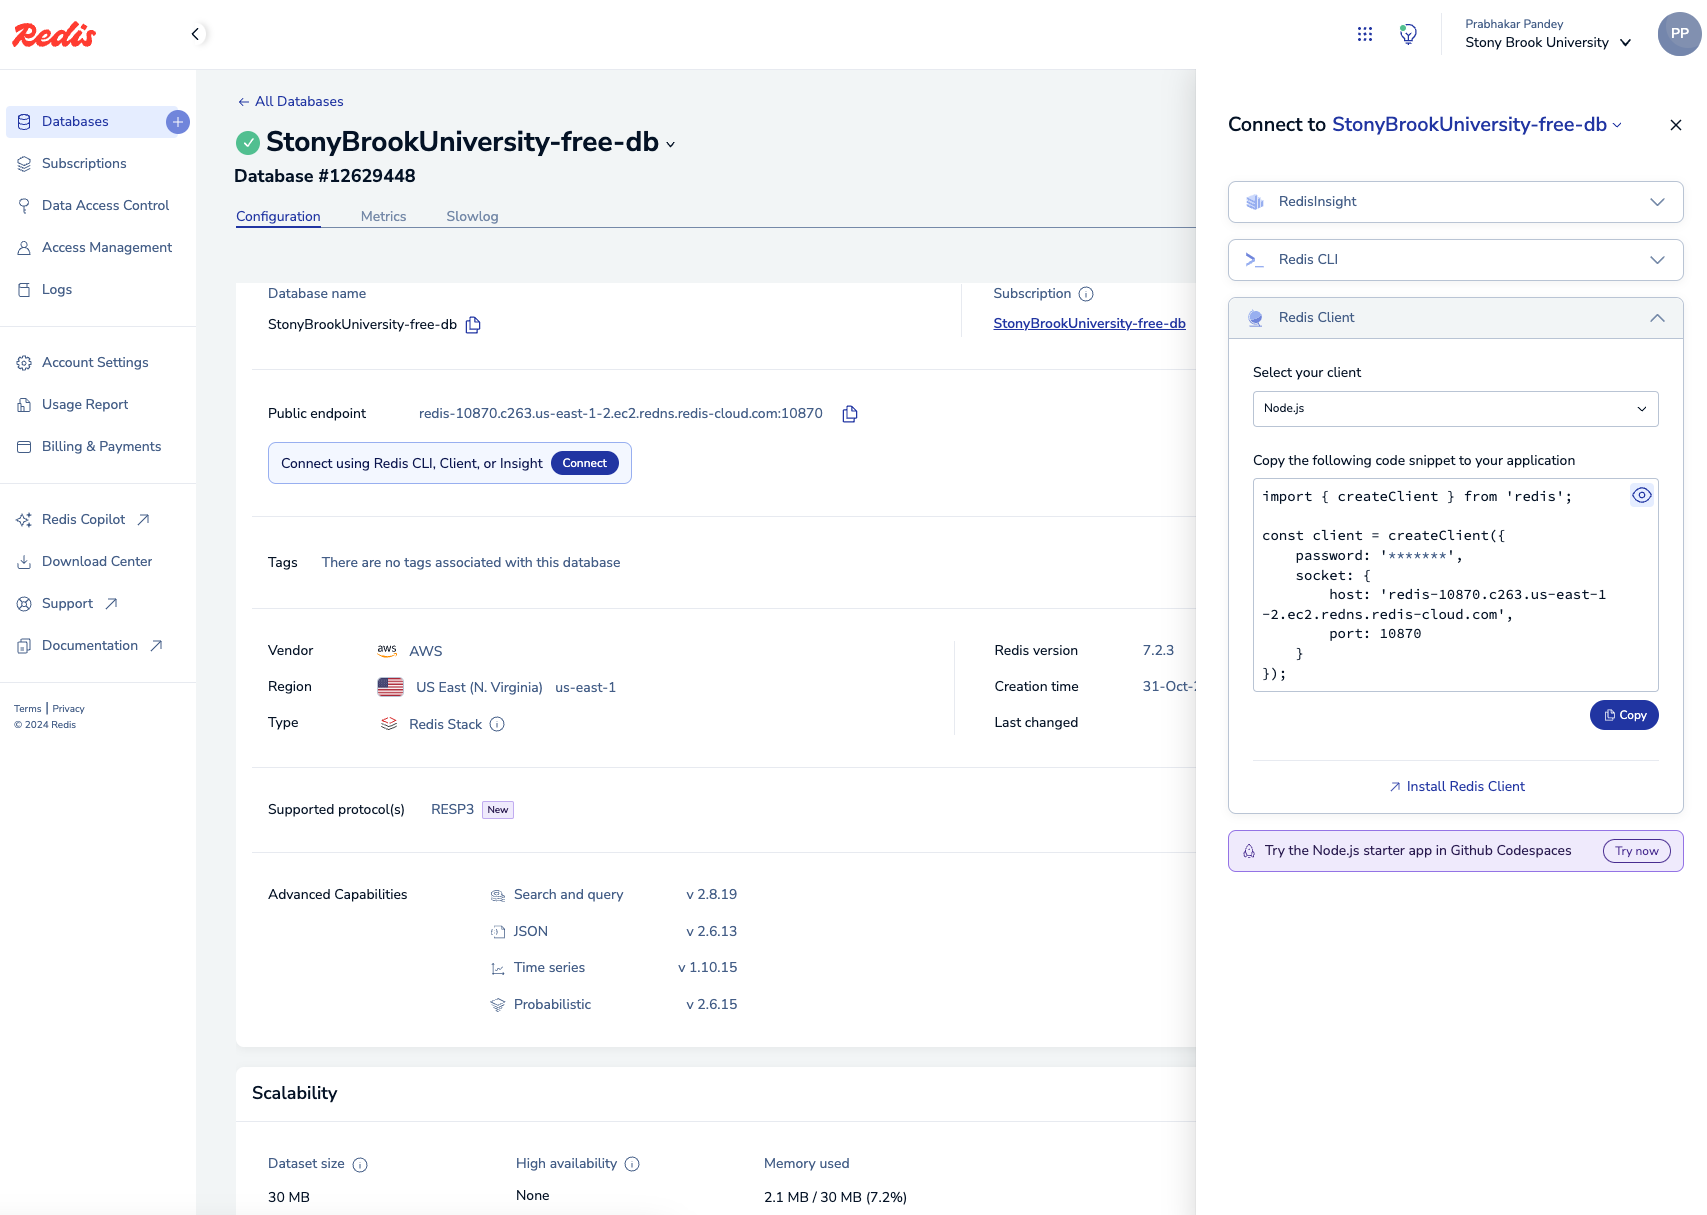 Redis
Prabhakar Pandey
Stony Brook University
PP
Databases
Subscriptions
Data Access Control
Access Management
Logs
Account Settings
Usage Report
Billing & Payments
Redis Copilot
Download Center
Support
Documentation
Terms | Privacy
© 2024 Redis
← All Databases
StonyBrookUniversity-free-db
Database #12629448
Configuration Metrics Slowlog
Database name
StonyBrookUniversity-free-db
Subscription
StonyBrookUniversity-free-db
Public endpoint redis-10870.c263.us-east-1-2.ec2.redns.redis-cloud.com:10870
Connect using Redis CLI, Client, or Insight Connect
Tags There are no tags associated with this database
Vendor aws AWS
Region US East (N. Virginia) us-east-1
Type Redis Stack
Redis version 7.2.3
Creation time 31-Oct-
Last changed
Supported protocol(s) RESP3 New
Advanced Capabilities
Search and query v 2.8.19
JSON v 2.6.13
Time series v 1.10.15
Probabilistic v 2.6.15
Scalability
Dataset size High availability Memory used
30 MB None 2.1 MB / 30 MB (7.2%)
Connect to StonyBrookUniversity-free-db
RedisInsight
Redis CLI
Redis Client
Select your client
Node.js
Copy the following code snippet to your application
import { createClient } from 'redis';
const client = createClient({
password: '*******',
socket: {
host: 'redis-10870.c263.us-east-1
-2.ec2.redns.redis-cloud.com',
port: 10870
}
});
Copy
Install Redis Client
Try the Node.js starter app in Github Codespaces Try now